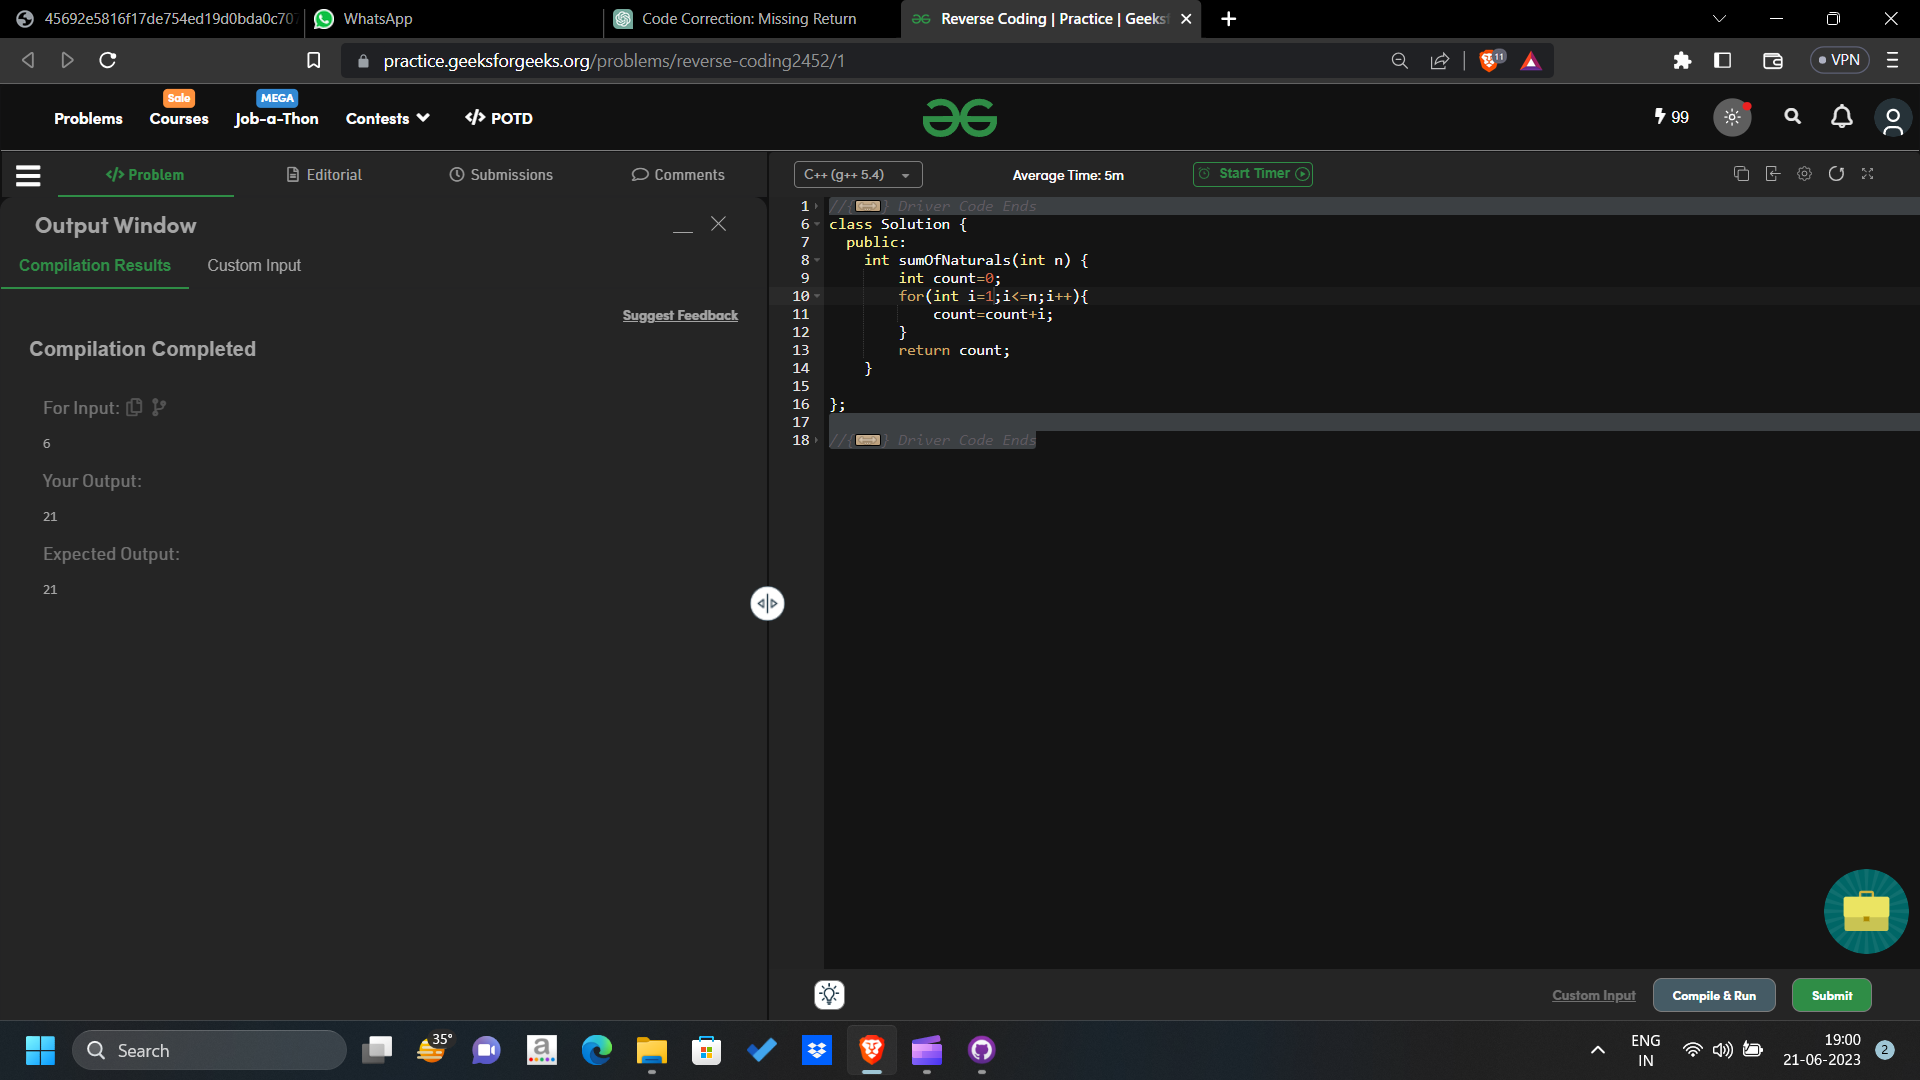 45692e5816f17de754ed19d0bda0c707
WhatsApp
Code Correction: Missing Return
Reverse Coding | Practice | Geeks
practice.geeksforgeeks.org/problems/reverse-coding2452/1
11
VPN
Sale
MEGA
Problems
Courses
Job-a-Thon
Contests
</> POTD
99
</> Problem
Editorial
Submissions
Comments
C++ (g++ 5.4)
Average Time: 5m
Start Timer
Output Window
Compilation Results
Custom Input
Suggest Feedback
Compilation Completed
For Input:
6
Your Output:
21
Expected Output:
21
1 //{ } Driver Code Ends
6 class Solution {
7 public:
8 int sumOfNaturals(int n) {
9 int count=0;
10 for(int i=1;i<=n;i++){
11 count=count+i;
12 }
13 return count;
14 }
15
16 };
17
18 //{ } Driver Code Ends
Custom Input
Compile & Run
Submit
Search
35°
a
ENG
IN
19:00
21-06-2023
2